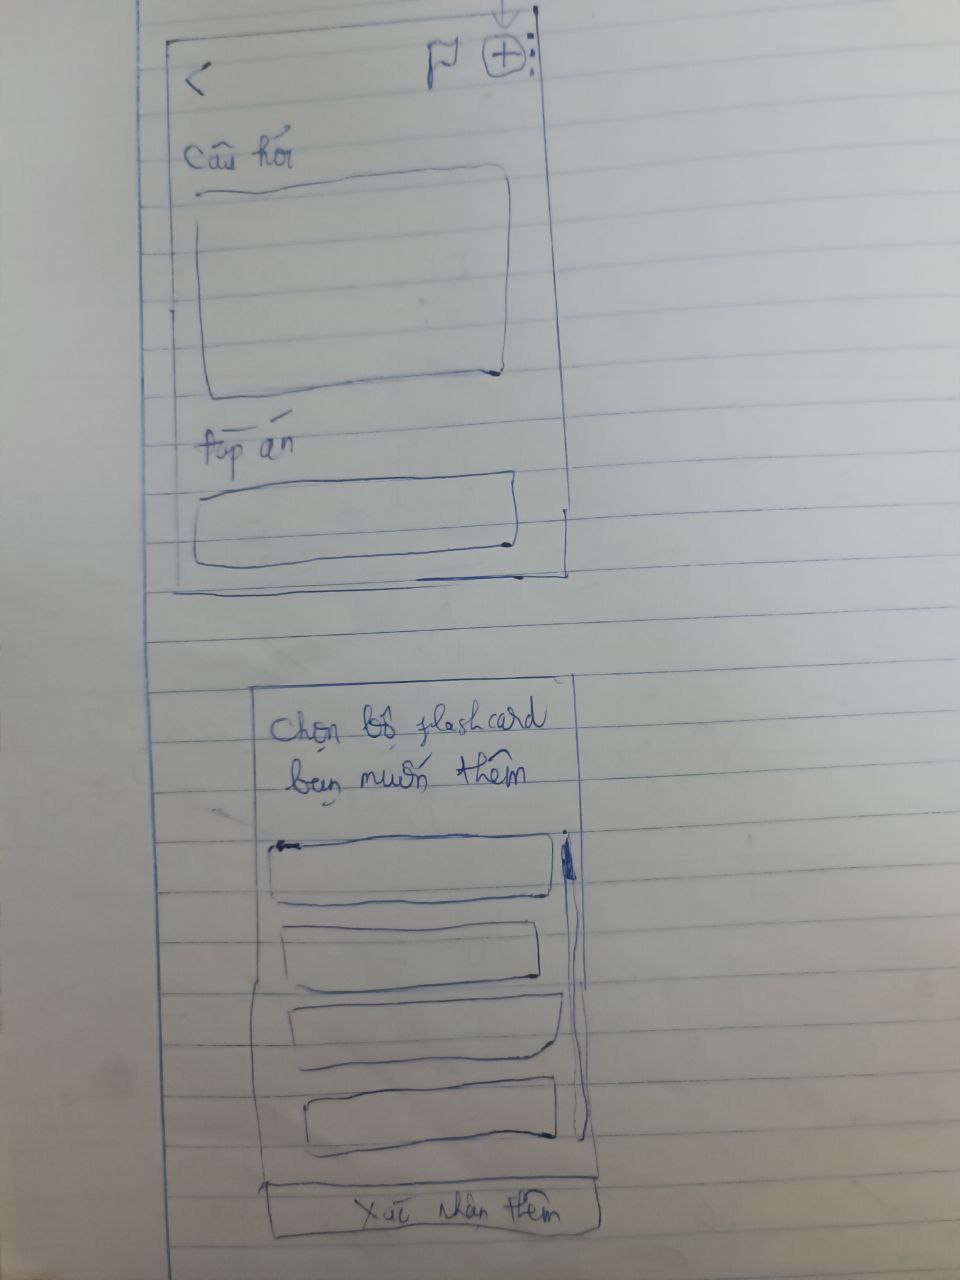 Câu hỏi
Đáp án
Chọn bộ flashcard
bạn muốn thêm
Xác nhận thêm